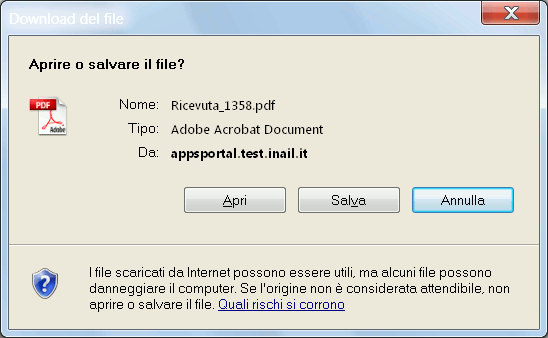 Download del file
Aprire o salvare il file?
PDF
Adobe
Nome: Ricevuta_1358.pdf
Tipo: Adobe Acrobat Document
Da: appsportal.test.inail.it
Apri Salva Annulla
I file scaricati da Internet possono essere utili, ma alcuni file possono
danneggiare il computer. Se l'origine non è considerata attendibile, non
aprire o salvare il file. Quali rischi si corrono